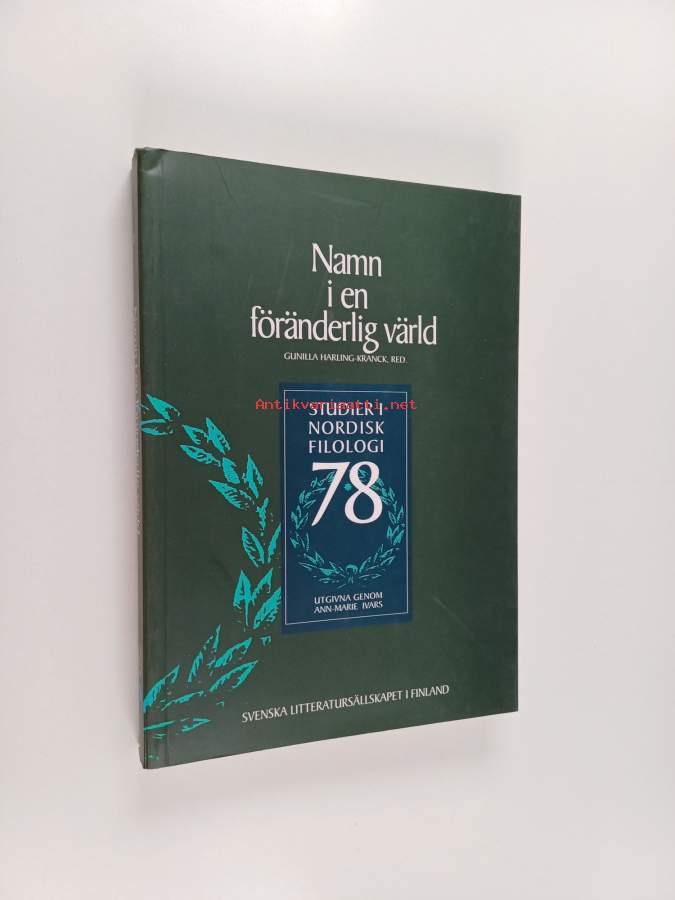 Namn
i en
föränderlig värld
GUNILLA HARLING-KRANCK, RED.
Antikvariaatti.net
STUDIER I
NORDISK
FILOLOGI
78
UTGIVNA GENOM
ANN-MARIE IVARS
SVENSKA LITTERATURSÄLLSKAPET I FINLAND